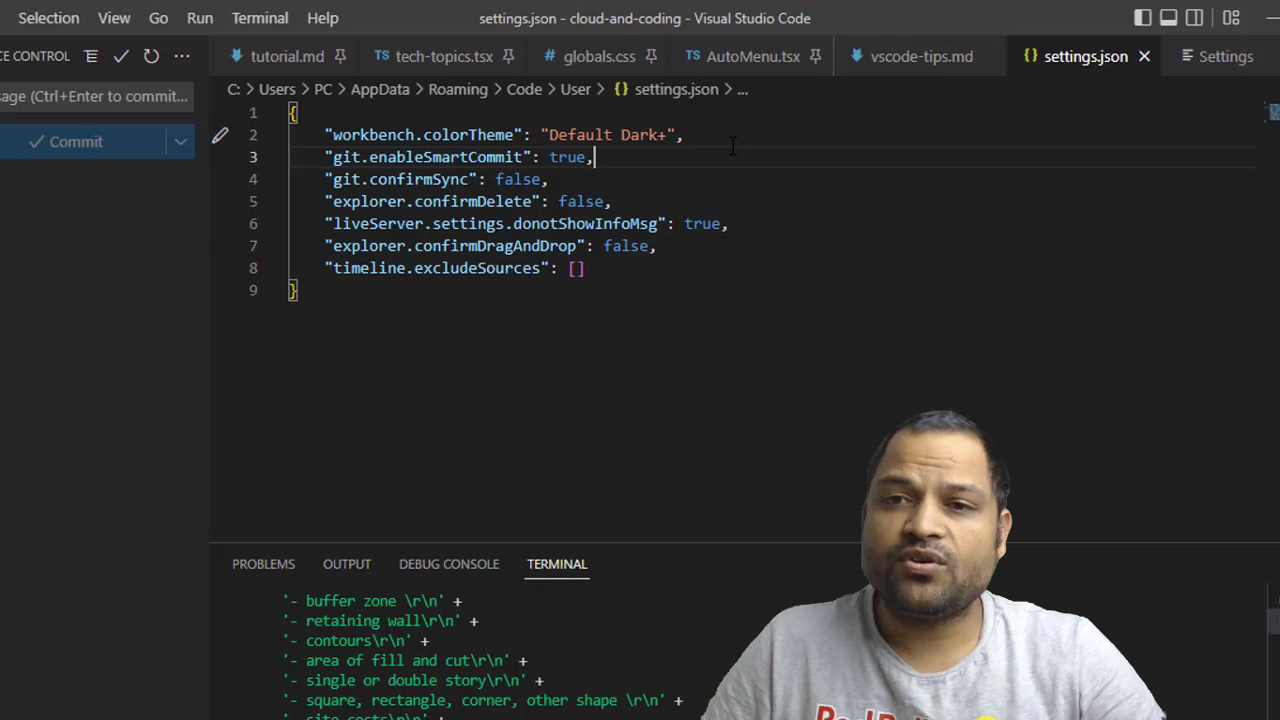 Selection View Go Run Terminal Help settings.json - cloud-and-coding - Visual Studio Code
CE CONTROL tutorial.md tech-topics.tsx globals.css AutoMenu.tsx vscode-tips.md settings.json Settings
sage (Ctrl+Enter to commit... C: > Users > PC > AppData > Roaming > Code > User > {} settings.json > ...
Commit
1 {
2 "workbench.colorTheme": "Default Dark+",
3 "git.enableSmartCommit": true,
4 "git.confirmSync": false,
5 "explorer.confirmDelete": false,
6 "liveServer.settings.donotShowInfoMsg": true,
7 "explorer.confirmDragAndDrop": false,
8 "timeline.excludeSources": []
9 }
PROBLEMS OUTPUT DEBUG CONSOLE TERMINAL
'- buffer zone \r\n' +
'- retaining wall\r\n' +
'- contours\r\n' +
'- area of fill and cut\r\n' +
'- single or double story\r\n' +
'- square, rectangle, corner, other shape \r\n' +
'- site costs\r\n' +